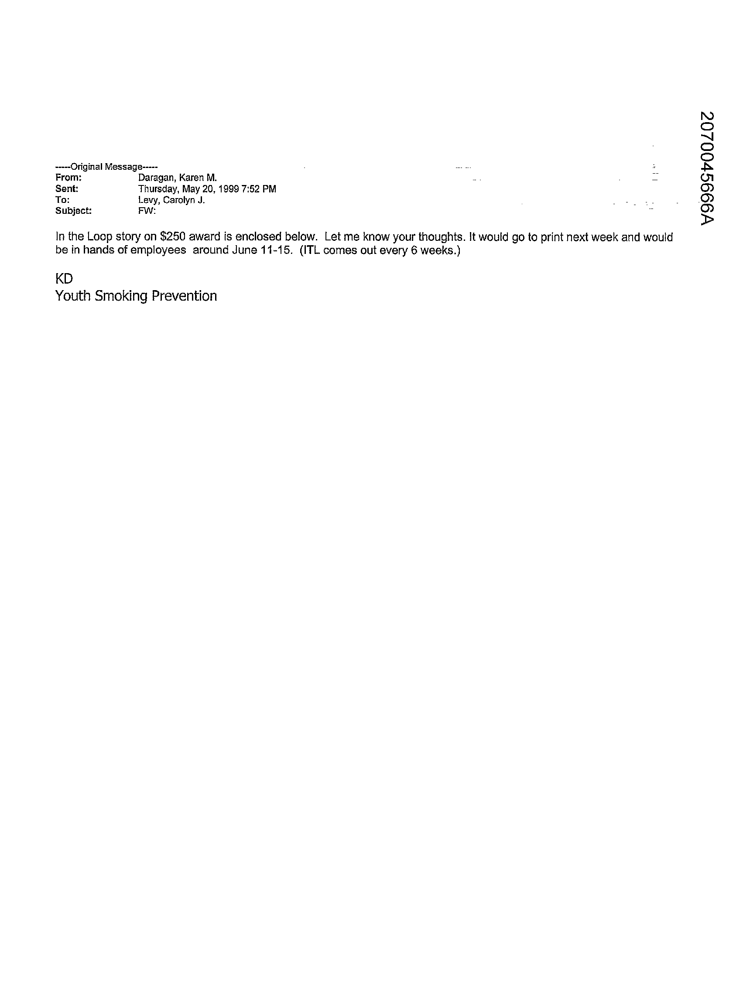 -----Original Message-----
From: Daragan, Karen M.
Sent: Thursday, May 20, 1999 7:52 PM
To: Levy, Carolyn J.
Subject: FW:
In the Loop story on $250 award is enclosed below. Let me know your thoughts. It would go to print next week and would
be in hands of employees around June 11-15. (ITL comes out every 6 weeks.)
KD
Youth Smoking Prevention
2070045666A